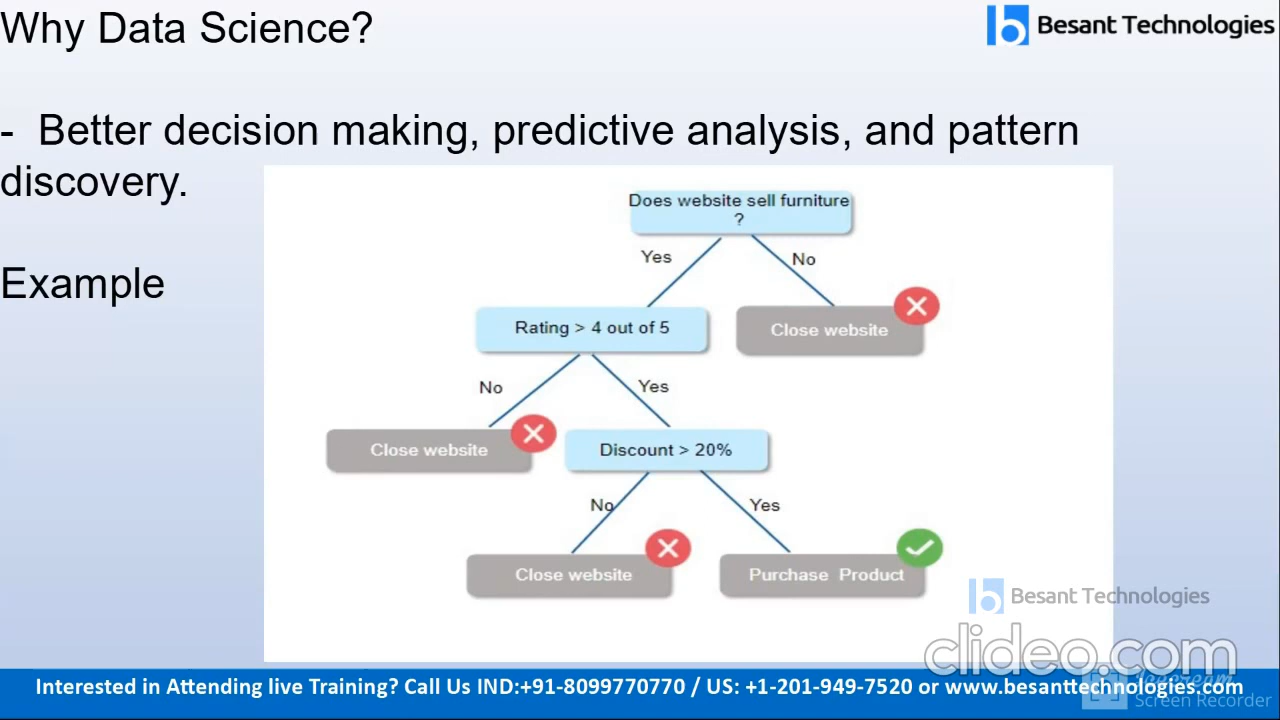 Why Data Science?
Besant Technologies
- Better decision making, predictive analysis, and pattern
discovery.
Example
Does website sell furniture
?
Yes
No
Rating > 4 out of 5
Close website
No
Yes
Close website
Discount > 20%
No
Yes
Close website
Purchase Product
Besant Technologies
clideo.com
Interested in Attending live Training? Call Us IND:+91-8099770770 / US: +1-201-949-7520 or www.besanttechnologies.com
Icecream
Screen Recorder